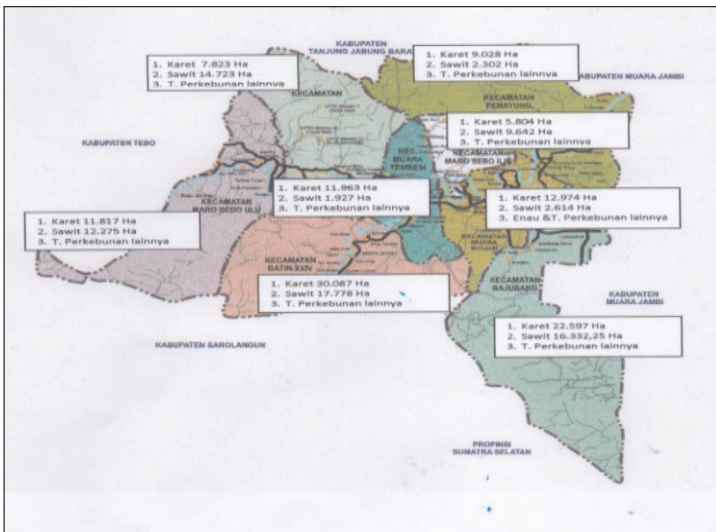 KABUPATEN
TANJUNG JABUNG BARA
1. Karet 7.823 Ha
2. Sawit 14.723 Ha
3. T. Perkebunan lainnya
1. Karet 9.028 Ha
2. Sawit 2.302 Ha
3. T. Perkebunan lainnya
KABUPATEN MUARA JAMBI
KECAMATAN
KECAMATAN
PEMAYUNG
1. Karet 5.804 Ha
2. Sawit 9.642 Ha
3. T. Perkebunan lainnya
KABUPATEN TEBO
KEC.
MUARA
TEMBESI
KECAMATAN
MARO SEBO ILIR
1. Karet 11.963 Ha
2. Sawit 1.927 Ha
3. T. Perkebunan lainnya
KECAMATAN
MARO SEBO ULU
1. Karet 12.974 Ha
2. Sawit 2.614 Ha
3. Enau &T. Perkebunan lainnya
1. Karet 11.817 Ha
2. Sawit 12.275 Ha
3. T. Perkebunan lainnya
KECAMATAN
MUARA
BULIAN
KECAMATAN
BATIN XXIV
1. Karet 30.087 Ha
2. Sawit 17.778 Ha
3. T. Perkebunan lainnya
KECAMATAN
BAJUBANG
KABUPATEN
MUARA JAMBI
1. Karet 22.597 Ha
2. Sawit 16.332,25 Ha
3. T. Perkebunan lainnya
KABUPATEN SAROLANGUN
PROPINSI
SUMATRA SELATAN